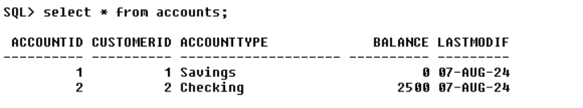 SQL> select * from accounts;
ACCOUNTID CUSTOMERID ACCOUNTTYPE BALANCE LASTMODIF
---------- ---------- -------------------- ---------- ---------
1 1 Savings 0 07-AUG-24
2 2 Checking 2500 07-AUG-24